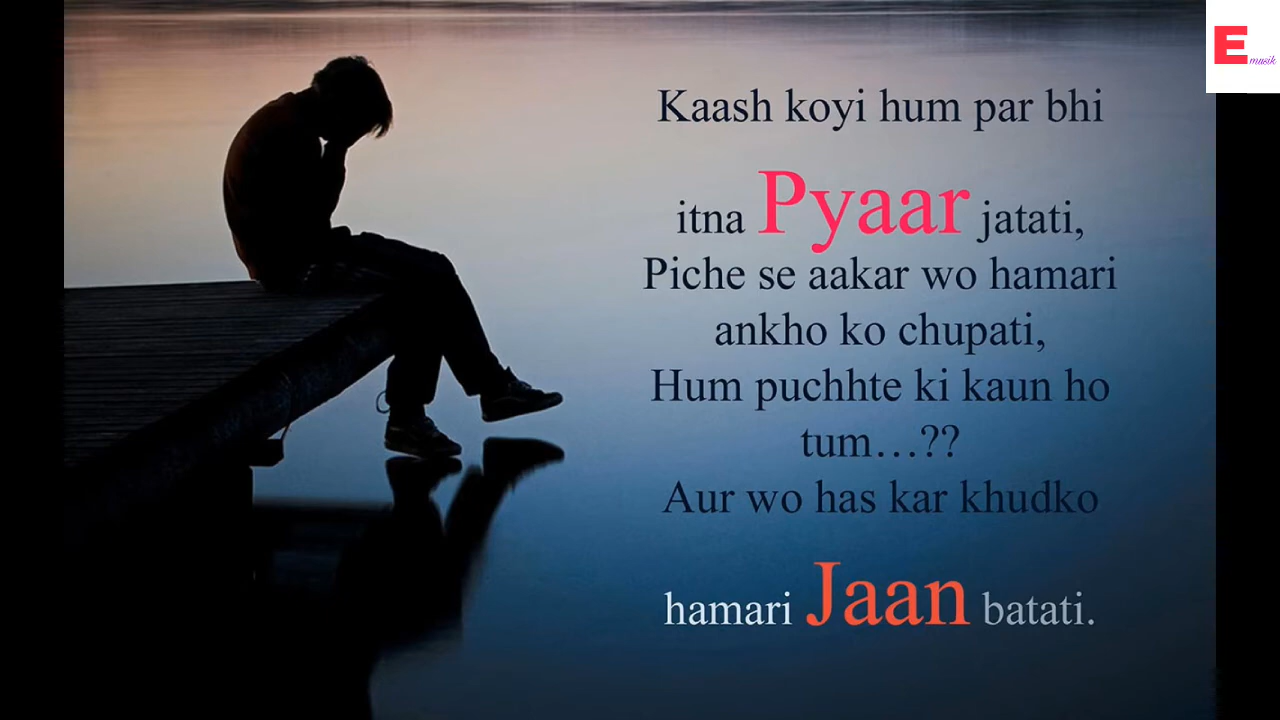 E musik
Kaash koyi hum par bhi
itna Pyaar jatati,
Piche se aakar wo hamari
ankho ko chupati,
Hum puchhte ki kaun ho
tum…??
Aur wo has kar khudko
hamari Jaan batati.